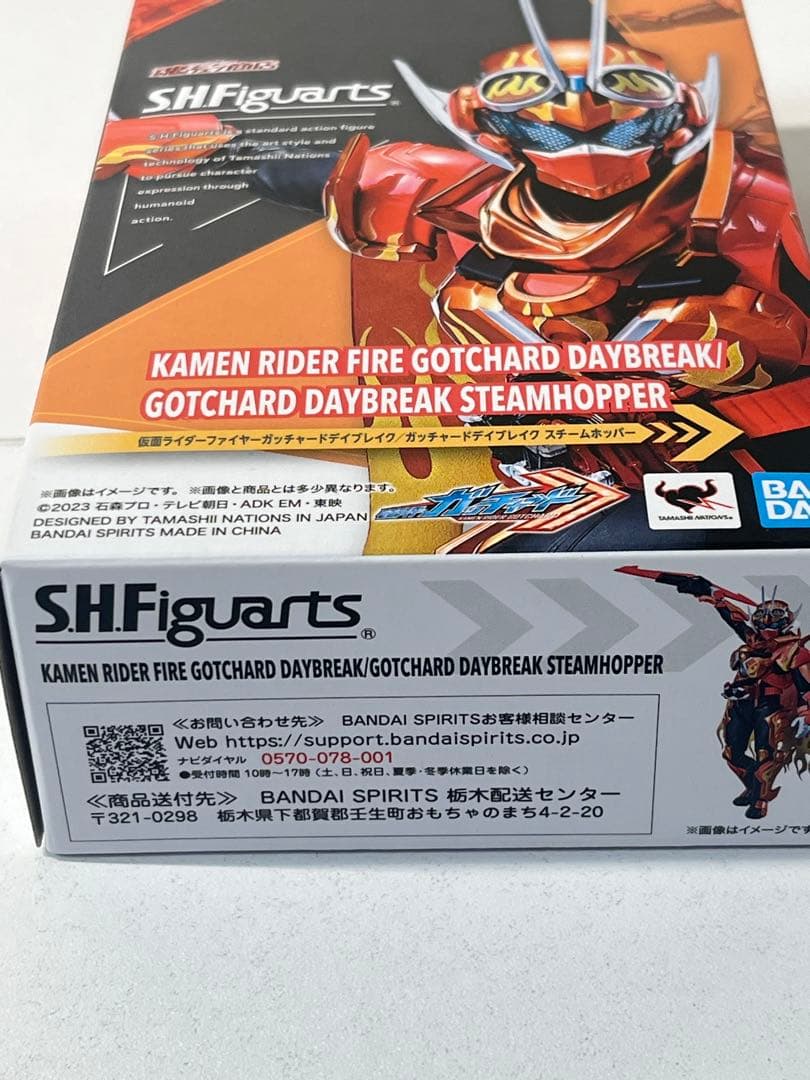 S.H.Figuarts®
S.H.Figuarts is a standard action figure
series that uses the art style and
technology of Tamashii Nations
to pursue character
expression through
humanoid
action.
KAMEN RIDER FIRE GOTCHARD DAYBREAK/
GOTCHARD DAYBREAK STEAMHOPPER
仮面ライダーファイヤーガッチャードデイブレイク/ガッチャードデイブレイク スチームホッパー
※画像はイメージです。 ※画像と商品とは多少異なります。
©2023 石森プロ・テレビ朝日・ADK EM・東映
DESIGNED BY TAMASHII NATIONS IN JAPAN
BANDAI SPIRITS MADE IN CHINA
ガッチャード
KAMEN RIDER GOTCHARD
TAMASHII NATIONS®
BA
DA
S.H.Figuarts®
KAMEN RIDER FIRE GOTCHARD DAYBREAK/GOTCHARD DAYBREAK STEAMHOPPER
≪お問い合わせ先≫ BANDAI SPIRITSお客様相談センター
Web https://support.bandaispirits.co.jp
ナビダイヤル 0570-078-001
●受付時間 10時~17時 (土、日、祝日、夏季・冬季休業日を除く)
≪商品送付先≫ BANDAI SPIRITS 栃木配送センター
〒321-0298 栃木県下都賀郡壬生町おもちゃのまち4-2-20
※画像はイメージです